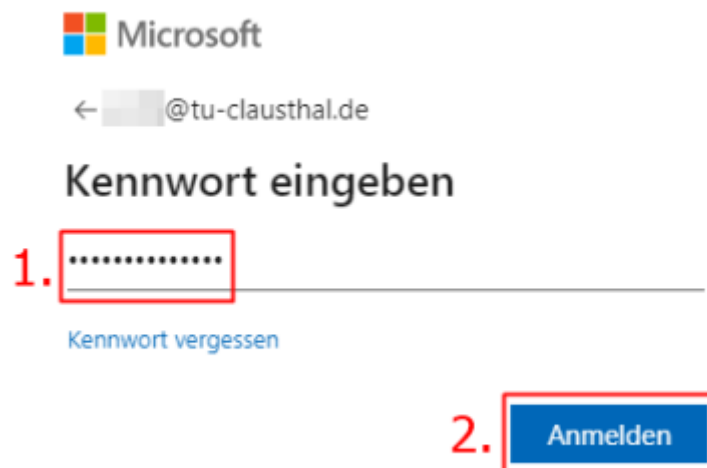 Microsoft
← @tu-clausthal.de
Kennwort eingeben
1. ••••••••••••••
Kennwort vergessen
2. Anmelden